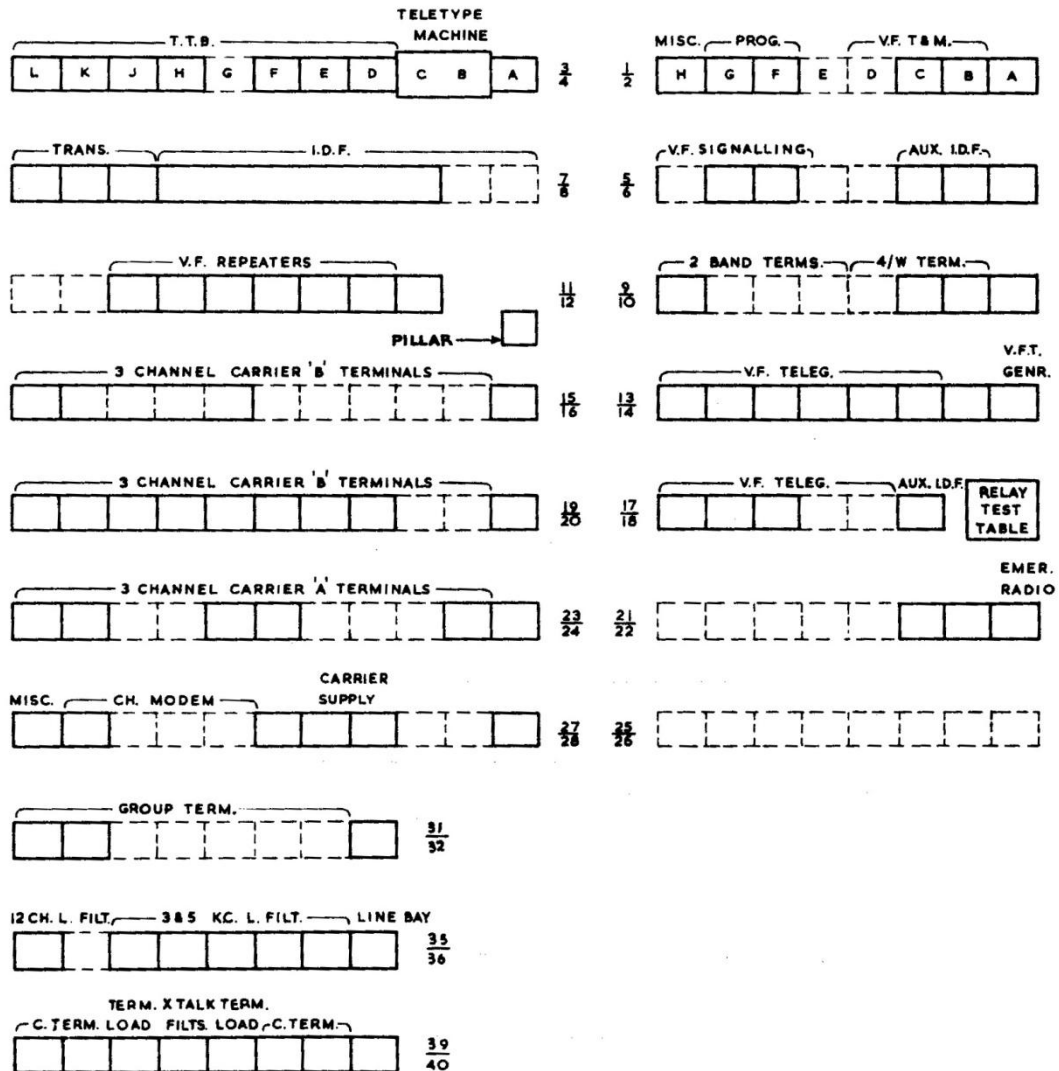 TELETYPE
MACHINE
T.T.B.
L K J H G F E D C B A
3/4
MISC. PROG. V.F. T&M.
1/2
H G F E D C B A
TRANS. I.D.F.
7/8
V.F. SIGNALLING AUX. I.D.F.
5/6
V.F. REPEATERS
11/12
PILLAR
2 BAND TERMS. 4/W TERM.
9/10
3 CHANNEL CARRIER 'B' TERMINALS
15/16
V.F. TELEG.
V.F.T.
GENR.
13/14
3 CHANNEL CARRIER 'B' TERMINALS
19/20
V.F. TELEG. AUX. I.D.F.
17/18
RELAY
TEST
TABLE
3 CHANNEL CARRIER 'A' TERMINALS
23/24
EMER.
RADIO
21/22
MISC. CH. MODEM
CARRIER
SUPPLY
27/28
25/26
GROUP TERM.
31/32
12 CH. L. FILT. 3&5 KC. L. FILT. LINE BAY
35/36
TERM. X TALK TERM.
C. TERM. LOAD FILTS. LOAD C. TERM.
39/40